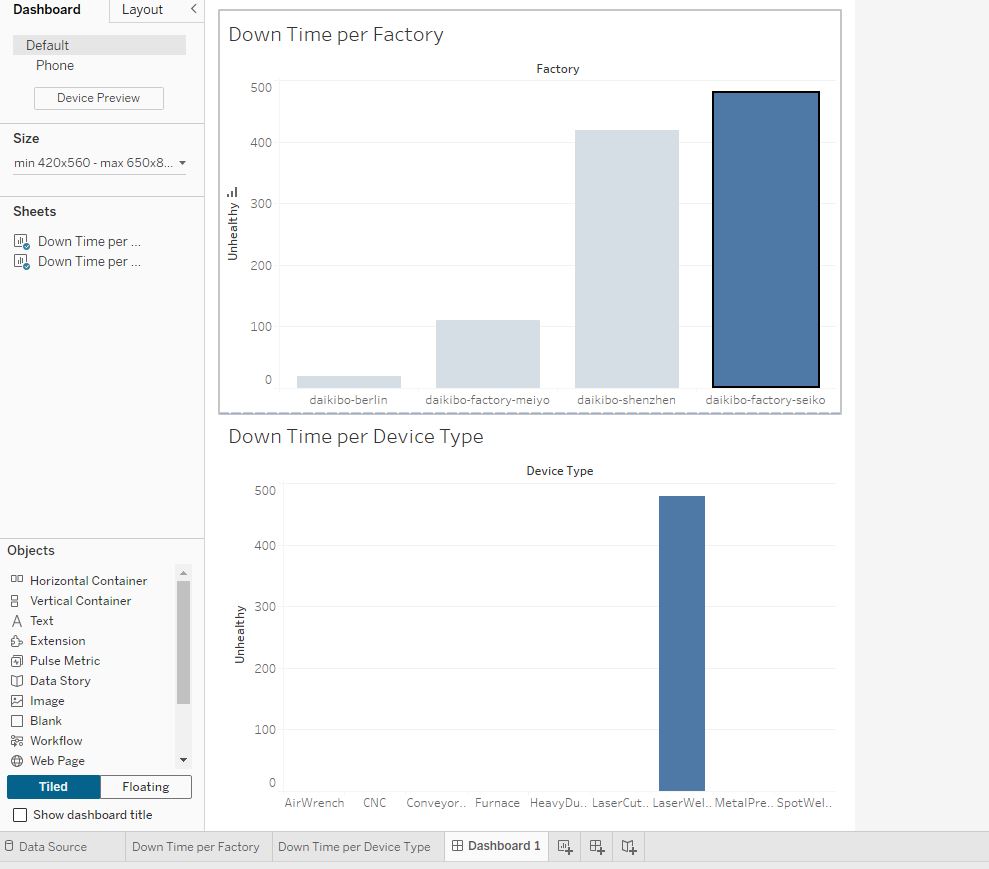 Dashboard
Layout
Default
Phone
Device Preview
Size
min 420x560 - max 650x8...
Sheets
Down Time per ...
Down Time per ...
Objects
Horizontal Container
Vertical Container
Text
Extension
Pulse Metric
Data Story
Image
Blank
Workflow
Web Page
Tiled
Floating
Show dashboard title
Down Time per Factory
Factory
Unhealthy
500
400
300
200
100
0
daikibo-berlin
daikibo-factory-meiyo
daikibo-shenzhen
daikibo-factory-seiko
Down Time per Device Type
Device Type
Unhealthy
500
400
300
200
100
0
AirWrench
CNC
Conveyor..
Furnace
HeavyDu..
LaserCut..
LaserWel..
MetalPre..
SpotWel..
Data Source
Down Time per Factory
Down Time per Device Type
Dashboard 1